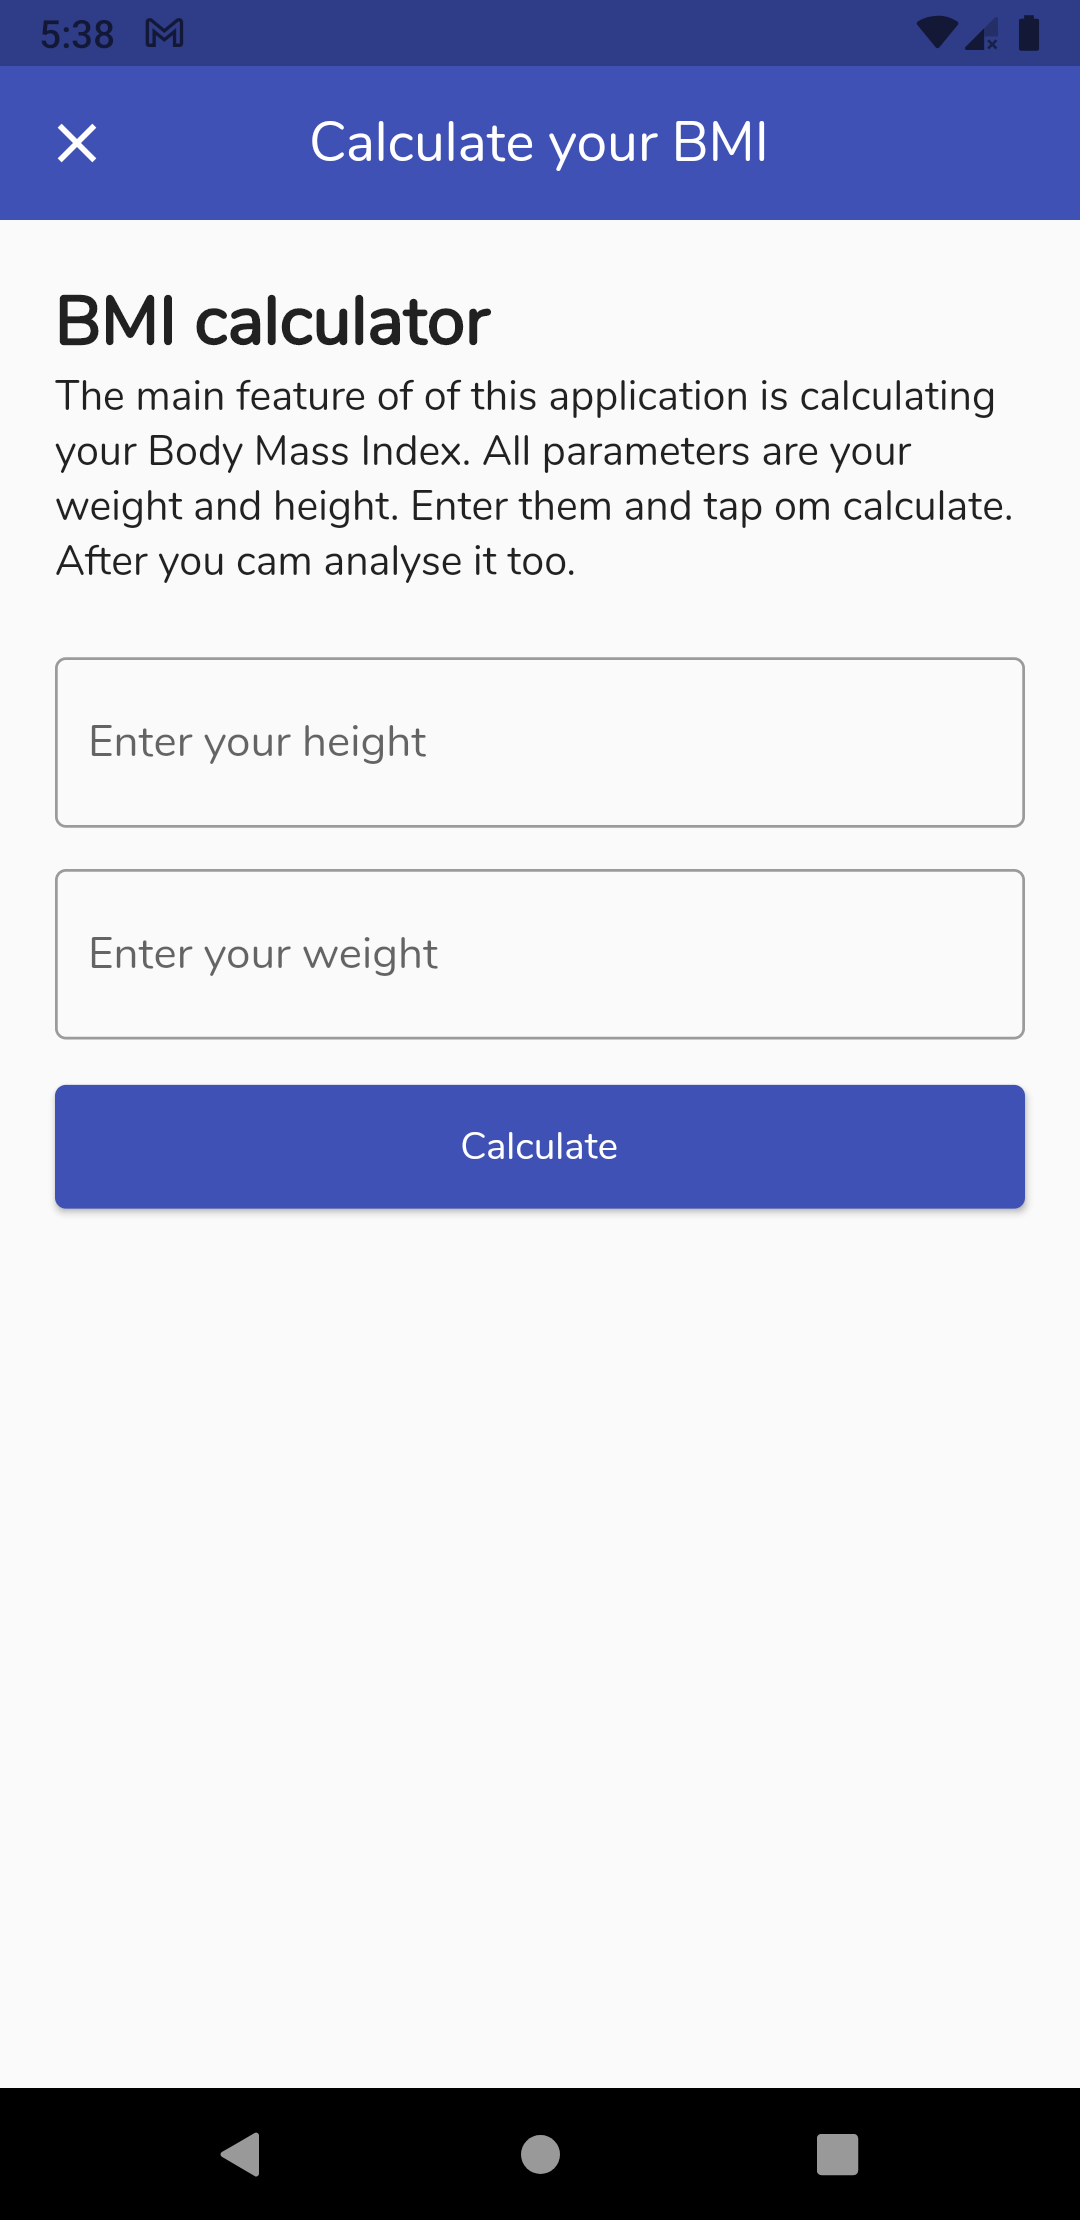 5:38
Calculate your BMI
BMI calculator
The main feature of of this application is calculating
your Body Mass Index. All parameters are your
weight and height. Enter them and tap om calculate.
After you cam analyse it too.
Enter your height
Enter your weight
Calculate